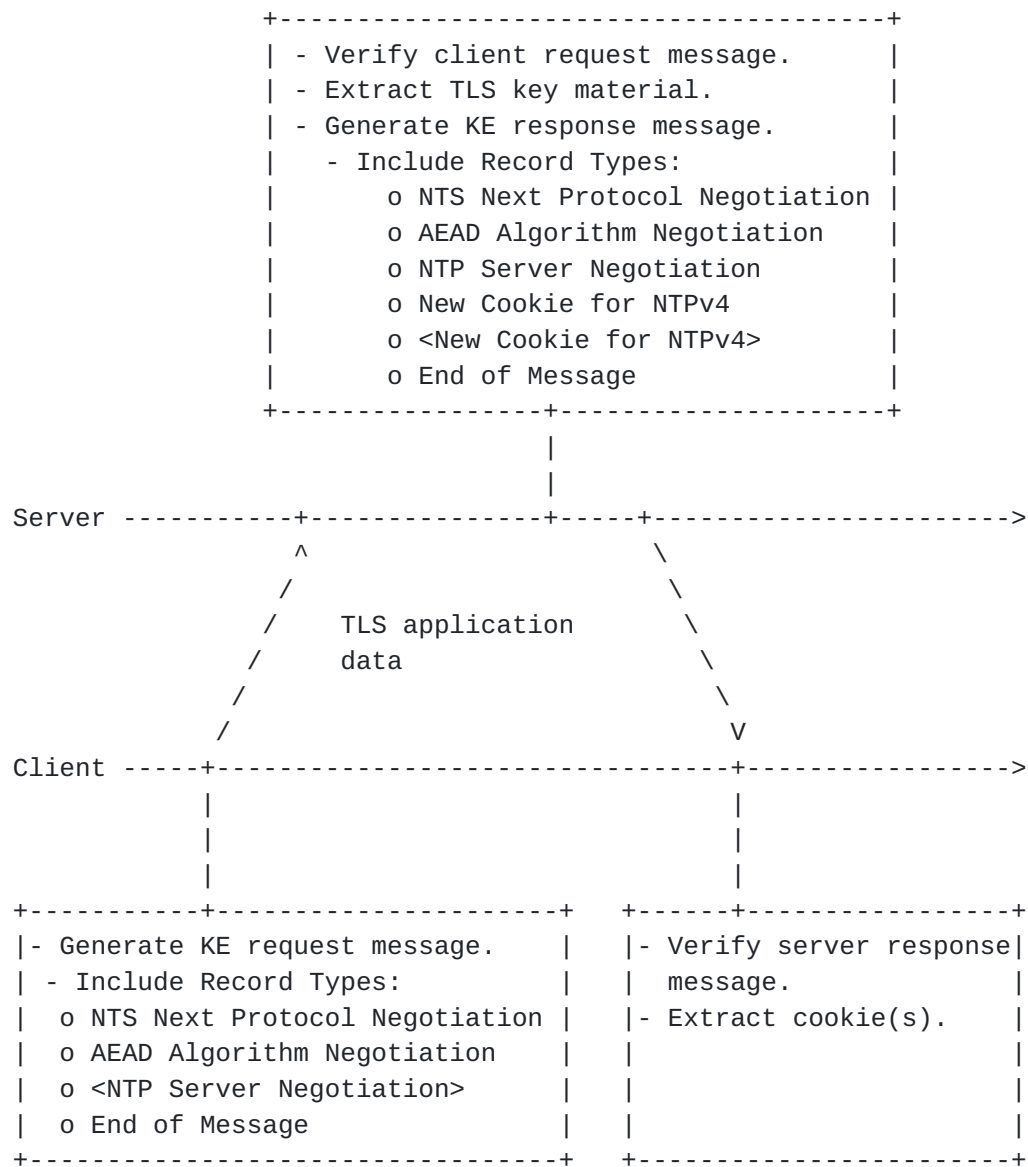 - Verify client request message.
- Extract TLS key material.
- Generate KE response message.
- Include Record Types:
o NTS Next Protocol Negotiation
o AEAD Algorithm Negotiation
o NTP Server Negotiation
o New Cookie for NTPv4
o <New Cookie for NTPv4>
o End of Message
Server
TLS application
data
Client
- Generate KE request message.
- Include Record Types:
o NTS Next Protocol Negotiation
o AEAD Algorithm Negotiation
o <NTP Server Negotiation>
o End of Message
- Verify server response
message.
- Extract cookie(s).